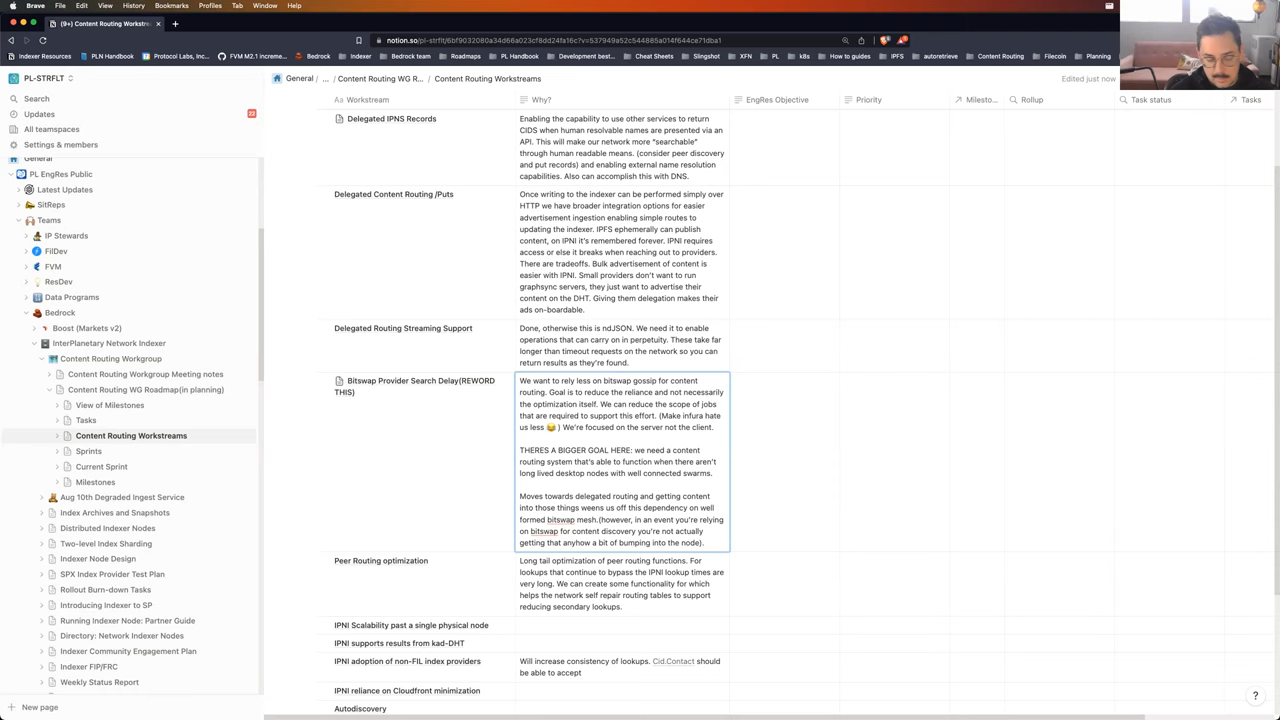 Brave File Edit View History Bookmarks Profiles Tab Window Help
(9+) Content Routing Workstre
notion.so/pl-strflt/6bf9032080a34d66a023cf8dd24fa16c?v=537949a52c544885a014f644ce71dba1
Indexer Resources PLN Handbook Protocol Labs, Inc... FVM M2.1 Increme... Bedrock Indexer Roadmaps PL Handbook Development best... Cheat Sheets Slingshot XFN PL k8s How to guides IPFS autoretrieve Content Routing Filecoin Planning
PL-STRFLT
General / ... / Content Routing WG R... / Content Routing Workstreams
Edited just now
Search
Updates
22
All teamspaces
Settings & members
General
PL EngRes Public
Latest Updates
SitReps
Teams
IP Stewards
FilDev
FVM
ResDev
Data Programs
Bedrock
Boost (Markets v2)
InterPlanetary Network Indexer
Content Routing Workgroup
Content Routing Workgroup Meeting notes
Content Routing WG Roadmap(in planning)
View of Milestones
Tasks
Content Routing Workstreams
Sprints
Current Sprint
Milestones
Aug 10th Degraded Ingest Service
Index Archives and Snapshots
Distributed Indexer Nodes
Two-level Index Sharding
Indexer Node Design
SPX Index Provider Test Plan
Rollout Burn-down Tasks
Introducing Indexer to SP
Running Indexer Node: Partner Guide
Directory: Network Indexer Nodes
Indexer Community Engagement Plan
Indexer FIP/FRC
Weekly Status Report
New page
Aa Workstream Why? EngRes Objective Priority Milesto... Rollup Task status Tasks
Delegated IPNS Records
Enabling the capability to use other services to return
CIDS when human resolvable names are presented via an
API. This will make our network more “searchable”
through human readable means. (consider peer discovery
and put records) and enabling external name resolution
capabilities. Also can accomplish this with DNS.
Delegated Content Routing /Puts
Once writing to the indexer can be performed simply over
HTTP we have broader integration options for easier
advertisement ingestion enabling simple routes to
updating the indexer. IPFS ephemerally can publish
content, on IPNI it's remembered forever. IPNI requires
access or else it breaks when reaching out to providers.
There are tradeoffs. Bulk advertisement of content is
easier with IPNI. Small providers don't want to run
graphsync servers, they just want to advertise their
content on the DHT. Giving them delegation makes their
ads on-boardable.
Delegated Routing Streaming Support
Done, otherwise this is ndJSON. We need it to enable
operations that can carry on in perpetuity. These take far
longer than timeout requests on the network so you can
return results as they're found.
Bitswap Provider Search Delay(REWORD
THIS)
We want to rely less on bitswap gossip for content
routing. Goal is to reduce the reliance and not necessarily
the optimization itself. We can reduce the scope of jobs
that are required to support this effort. (Make infura hate
us less 😂 ) We're focused on the server not the client.
THERES A BIGGER GOAL HERE: we need a content
routing system that's able to function when there aren't
long lived desktop nodes with well connected swarms.
Moves towards delegated routing and getting content
into those things weens us off this dependency on well
formed bitswap mesh.(however, in an event you're relying
on bitswap for content discovery you're not actually
getting that anyhow a bit of bumping into the node).
Peer Routing optimization
Long tail optimization of peer routing functions. For
lookups that continue to bypass the IPNI lookup times are
very long. We can create some functionality for which
helps the network self repair routing tables to support
reducing secondary lookups.
IPNI Scalability past a single physical node
IPNI supports results from kad-DHT
IPNI adoption of non-FIL index providers
Will increase consistency of lookups. Cid.Contact should
be able to accept
IPNI reliance on Cloudfront minimization
Autodiscovery
?